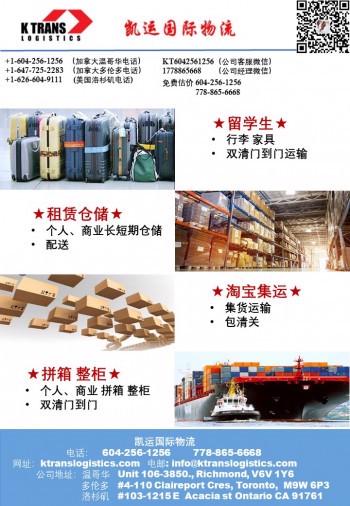 K TRANS
LOGISTICS
凯运国际物流
+1-604-256-1256 (加拿大温哥华电话)
+1-647-725-2283 (加拿大多伦多电话)
+1-626-604-9111 (美国洛杉矶电话)
KT6042561256 (公司客服微信)
1778865668 (公司经理微信)
免费估价 604-256-1256
778-865-6668
★留学生★
• 行李 家具
• 双清门到门运输
★租赁仓储★
• 个人、商业长短期仓储
• 配送
★淘宝集运★
• 集货运输
• 包清关
★拼箱 整柜★
• 个人、商业 拼箱 整柜
• 双清门到门
凯运国际物流
电话: 604-256-1256 778-865-6668
网址: ktranslogistics.com 电邮: info@ktranslogistics.com
公司地址: 温哥华 Unit 106-3850., Richmond, V6V 1Y6
多伦多 #4-110 Claireport Cres, Toronto, M9W 6P3
洛杉矶 #103-1215 E Acacia st Ontario CA 91761